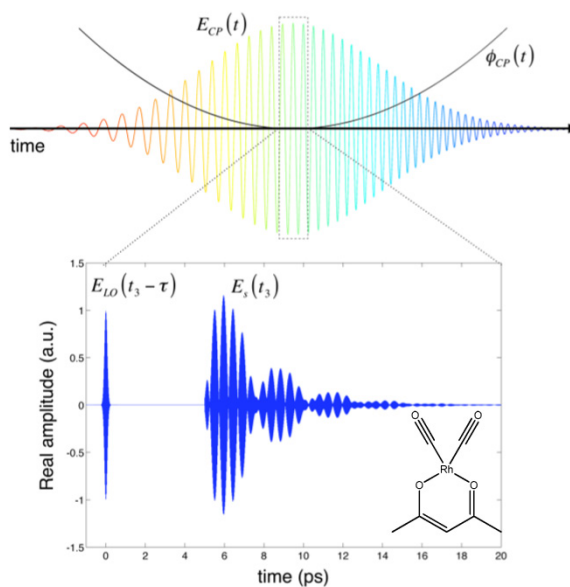 E_CP(t)
ϕ_CP(t)
time
E_LO(t_3 − τ)
E_s(t_3)
1.5
1
0.5
0
-0.5
-1
-1.5
Real amplitude (a.u.)
O
O
Rh
O
O
0 2 4 6 8 10 12 14 16 18 20
time (ps)